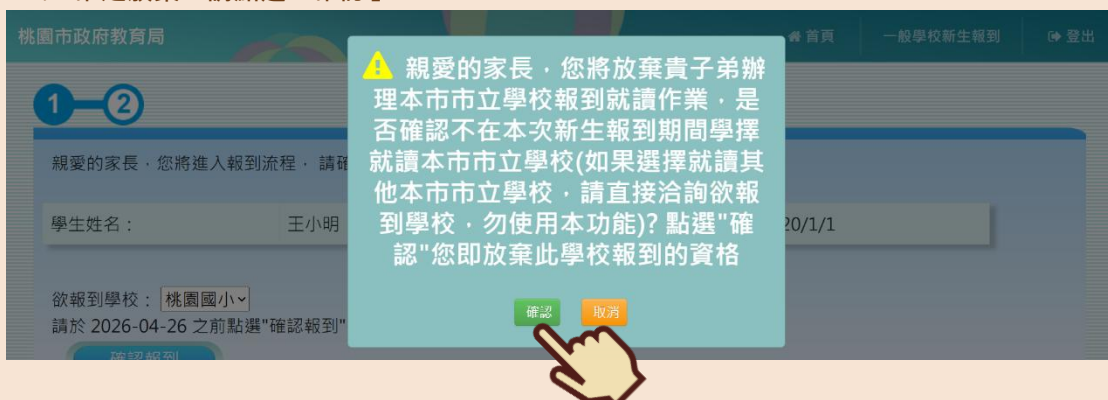 桃園市政府教育局
首頁
一般學校新生報到
登出
1
2
親愛的家長，您將放棄貴子弟辦
理本市市立學校報到就讀作業，是
否確認不在本次新生報到期間學擇
就讀本市市立學校(如果選擇就讀其
他本市市立學校，請直接洽詢欲報
到學校，勿使用本功能)? 點選"確
認"您即放棄此學校報到的資格
確認
取消
親愛的家長，您將進入報到流程， 請確
學生姓名：
王小明
20/1/1
欲報到學校： 桃園國小
請於 2026-04-26 之前點選"確認報到"
確認報到